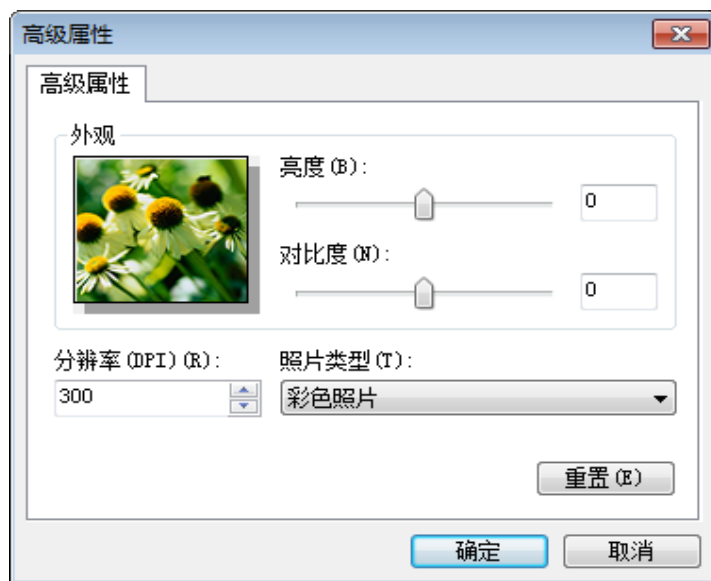 高级属性
高级属性
外观
亮度(B):
0
对比度(N):
0
分辨率(DPI)(R):
照片类型(T):
300
彩色照片
重置(E)
确定
取消